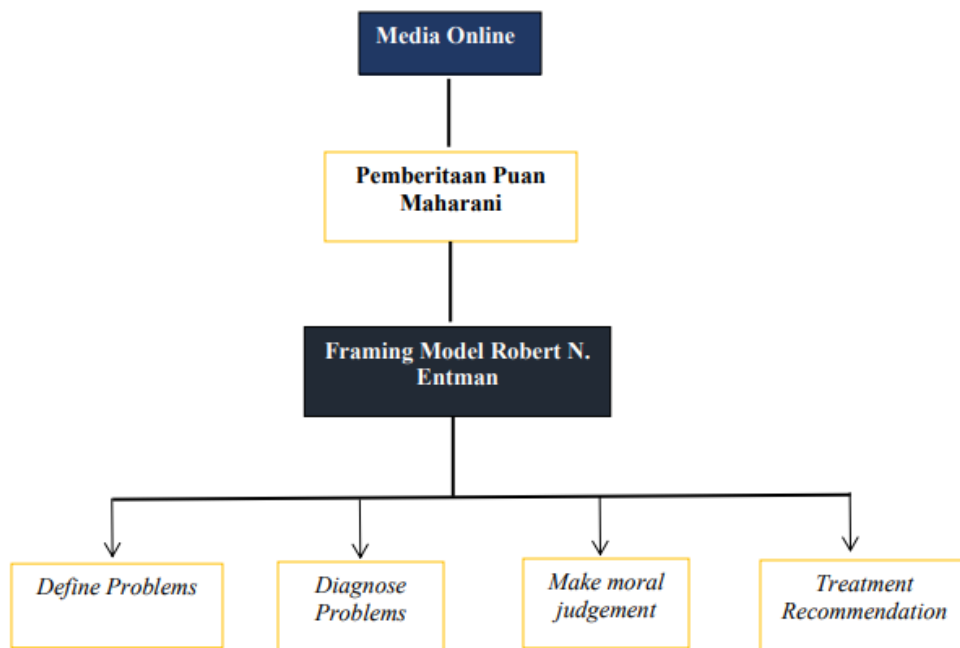 Media Online
Pemberitaan Puan
Maharani
Framing Model Robert N.
Entman
Define Problems
Diagnose
Problems
Make moral
judgement
Treatment
Recommendation